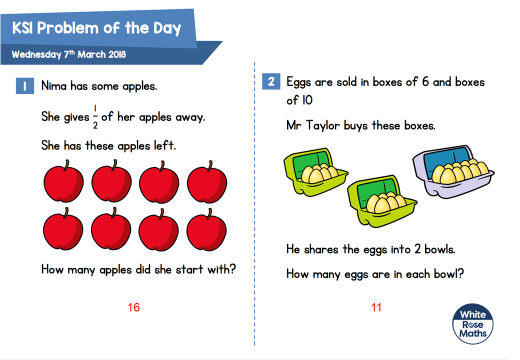 KS1 Problem of the Day
Wednesday 7th March 2018
1 Nima has some apples.
She gives 1/2 of her apples away.
She has these apples left.
How many apples did she start with?
16
2 Eggs are sold in boxes of 6 and boxes
of 10
Mr Taylor buys these boxes.
He shares the eggs into 2 bowls.
How many eggs are in each bowl?
11
White
Rose
Maths